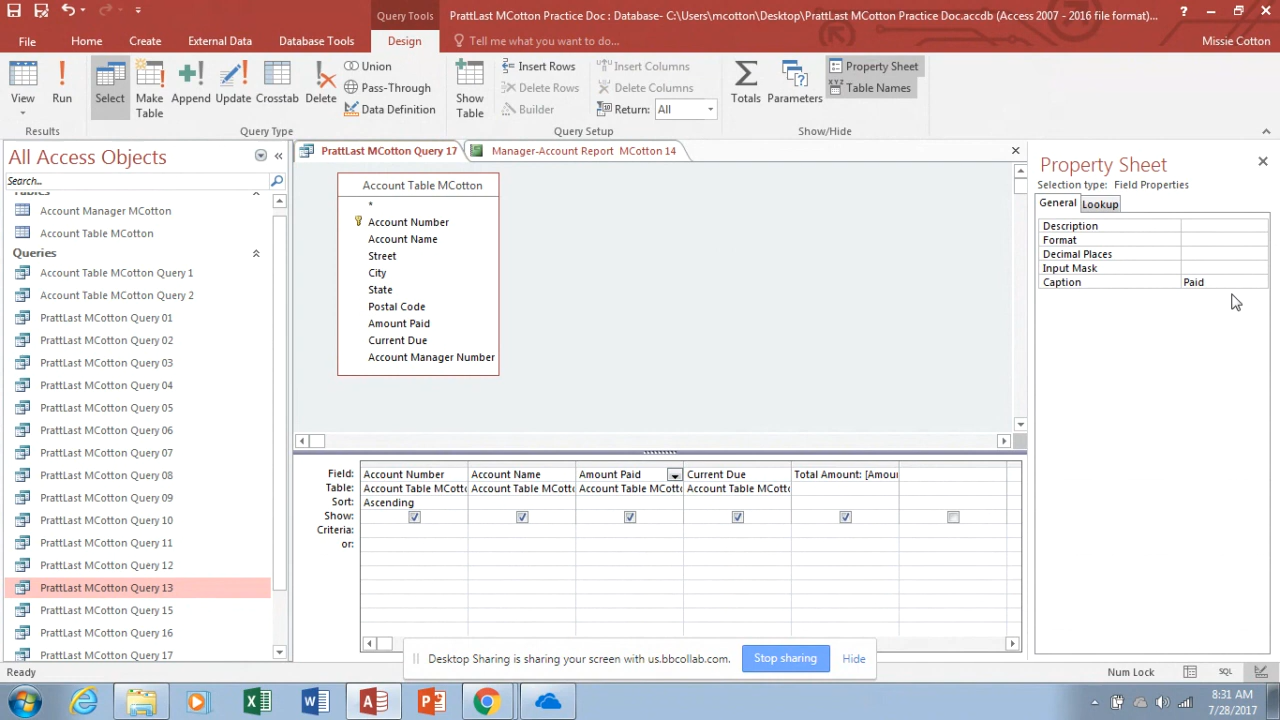 Query Tools
PrattLast MCotton Practice Doc : Database- C:\Users\mcotton\Desktop\PrattLast MCotton Practice Doc.accdb (Access 2007 - 2016 file format)...
?
File
Home
Create
External Data
Database Tools
Design
Tell me what you want to do...
Missie Cotton
View
Run
Select
Make Table
Append
Update
Crosstab
Delete
Union
Pass-Through
Data Definition
Show Table
Insert Rows
Delete Rows
Builder
Insert Columns
Delete Columns
Return: All
Totals
Parameters
Property Sheet
Table Names
Results
Query Type
Query Setup
Show/Hide
All Access Objects
Search...
Tables
Account Manager MCotton
Account Table MCotton
Queries
Account Table MCotton Query 1
Account Table MCotton Query 2
PrattLast MCotton Query 01
PrattLast MCotton Query 02
PrattLast MCotton Query 03
PrattLast MCotton Query 04
PrattLast MCotton Query 05
PrattLast MCotton Query 06
PrattLast MCotton Query 07
PrattLast MCotton Query 08
PrattLast MCotton Query 09
PrattLast MCotton Query 10
PrattLast MCotton Query 11
PrattLast MCotton Query 12
PrattLast MCotton Query 13
PrattLast MCotton Query 15
PrattLast MCotton Query 16
PrattLast MCotton Query 17
PrattLast MCotton Query 17
Manager-Account Report MCotton 14
Account Table MCotton
*
Account Number
Account Name
Street
City
State
Postal Code
Amount Paid
Current Due
Account Manager Number
Field: Account Number Account Name Amount Paid Current Due Total Amount: [Amou
Table: Account Table MCotto Account Table MCotto Account Table MCotto Account Table MCotto
Sort: Ascending
Show:
Criteria:
or:
Property Sheet
Selection type: Field Properties
General
Lookup
Description
Format
Decimal Places
Input Mask
Caption Paid
Desktop Sharing is sharing your screen with us.bbcollab.com.
Stop sharing
Hide
Ready
Num Lock
SQL
8:31 AM
7/28/2017